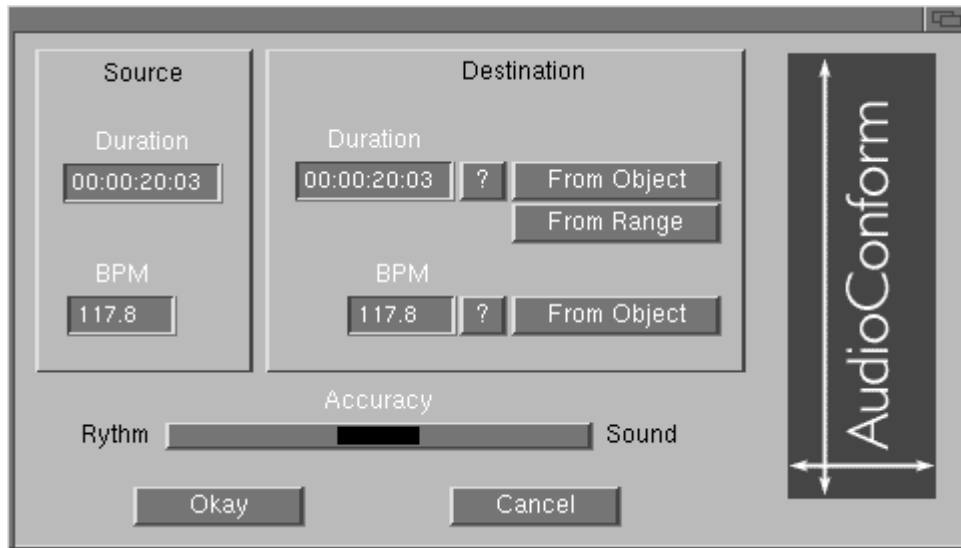 Source
Duration
00:00:20:03
BPM
117.8
Destination
Duration
00:00:20:03 ? From Object
From Range
BPM
117.8 ? From Object
Accuracy
Rythm Sound
Okay Cancel
AudioConform